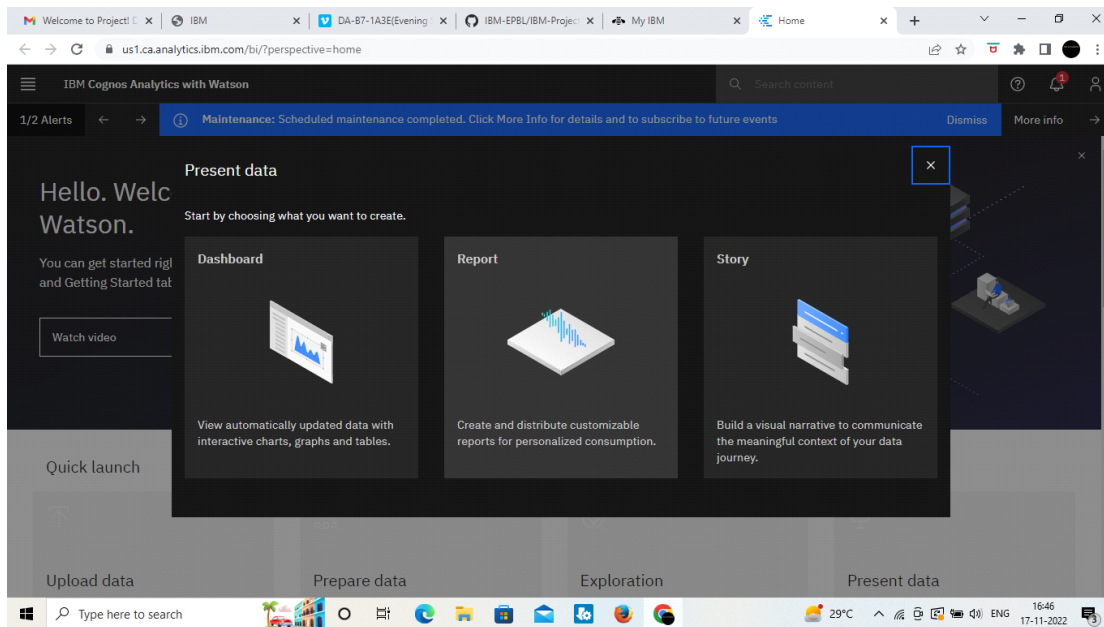 Welcome to Project! D
IBM
DA-B7-1A3E(Evening
IBM-EPBL/IBM-Project
My IBM
Home
us1.ca.analytics.ibm.com/bi/?perspective=home
IBM Cognos Analytics with Watson
Search content
1
1/2 Alerts
Maintenance: Scheduled maintenance completed. Click More Info for details and to subscribe to future events
Dismiss
More info
Present data
Hello. Welc
Watson.
Start by choosing what you want to create.
You can get started righ
and Getting Started tab
Watch video
Dashboard
View automatically updated data with
interactive charts, graphs and tables.
Report
Create and distribute customizable
reports for personalized consumption.
Story
Build a visual narrative to communicate
the meaningful context of your data
journey.
Quick launch
Upload data
Prepare data
Exploration
Present data
Type here to search
29°C
ENG
16:46
17-11-2022
3